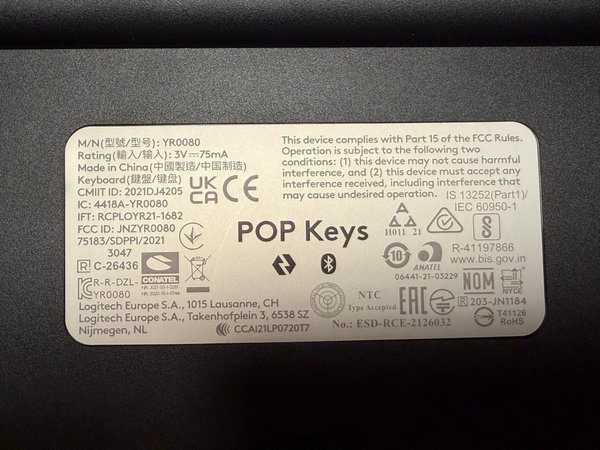 M/N(型號/型号): YR0080
Rating(輸入/输入): 3V⎓75mA
Made in China(中國製造/中国制造)
Keyboard(鍵盤/键盘)
CMIIT ID: 2021DJ4205
IC: 4418A-YR0080
IFT: RCPLOYR21-1682
FCC ID: JNZYR0080
75183/SDPPI/2021
3047
R C-26436
R-R-DZL-
YR0080
CONATEL
UK
CA
CE
This device complies with Part 15 of the FCC Rules.
Operation is subject to the following two
conditions: (1) this device may not cause harmful
interference, and (2) this device must accept any
interference received, including interference that
may cause undesired operation.
IS 13252(Part1)/
IEC 60950-1
POP Keys
H011 21
10
ANATEL
06441-21-03229
R-41197866
www.bis.gov.in
NOM
NYCE
NTC
Type Accepted
No.: ESD-RCE-2126032
EAC
R 203-JN1184
T41126
RoHS
Logitech Europe S.A., 1015 Lausanne, CH
Logitech Europe S.A., Takenhofplein 3, 6538 SZ
Nijmegen, NL
CCAI21LP0720T7